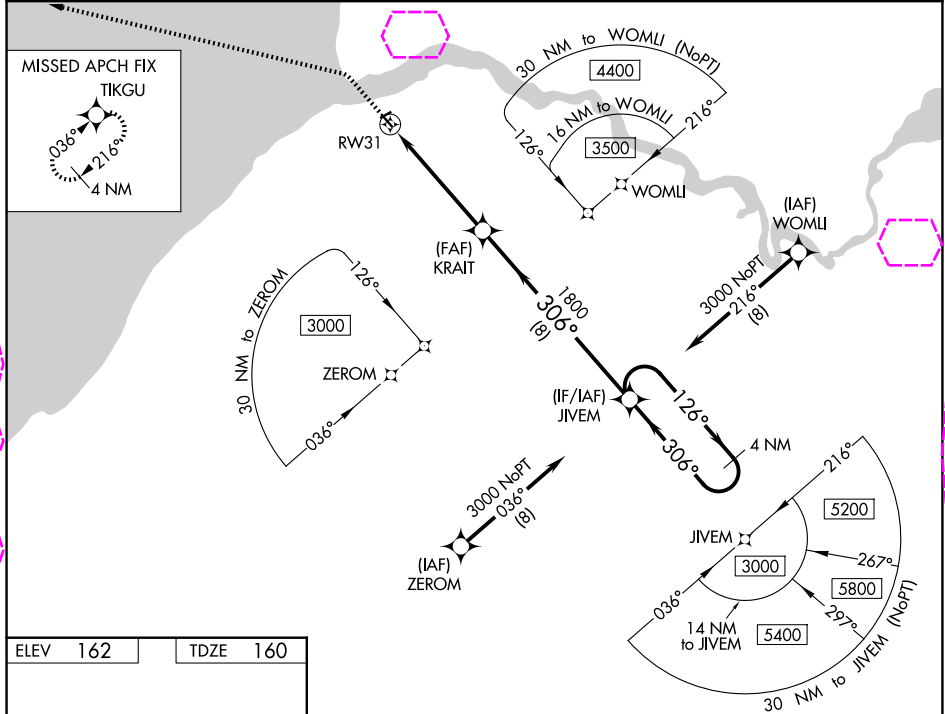 MISSED APCH FIX
TIKGU
036°
216°
4 NM
RW31
30 NM to WOMLI (NoPT)
4400
16 NM to WOMLI
3500
126°
216°
WOMLI
(IAF)
WOMLI
3000 NoPT
216°
(8)
(FAF)
KRAIT
1800
306°
(8)
30 NM to ZEROM
126°
3000
ZEROM
036°
(IF/IAF)
JIVEM
126°
306°
4 NM
3000 NoPT
036°
(8)
(IAF)
ZEROM
216°
5200
JIVEM
3000
267°
5800
036°
297°
14 NM
to JIVEM
5400
30 NM to JIVEM (NoPT)
ELEV 162
TDZE 160